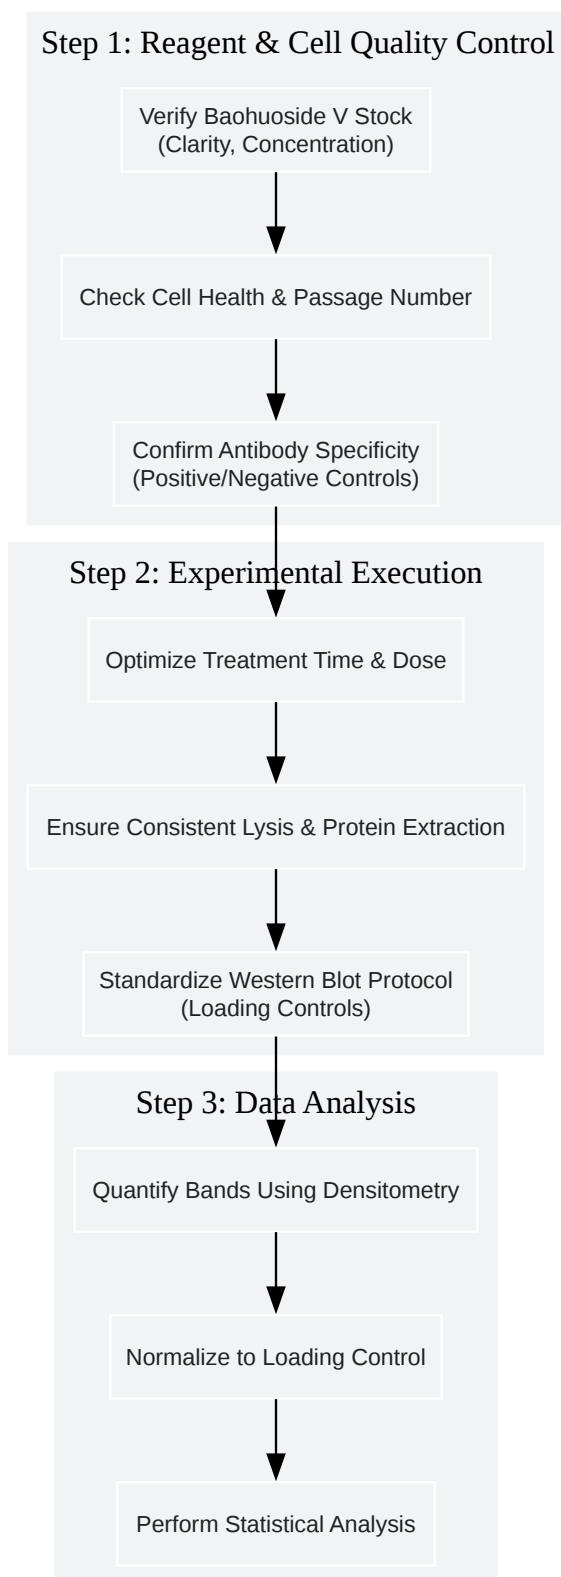 Step 1: Reagent & Cell Quality Control
Verify Baohuoside V Stock
(Clarity, Concentration)
Check Cell Health & Passage Number
Confirm Antibody Specificity
(Positive/Negative Controls)
Step 2: Experimental Execution
Optimize Treatment Time & Dose
Ensure Consistent Lysis & Protein Extraction
Standardize Western Blot Protocol
(Loading Controls)
Step 3: Data Analysis
Quantify Bands Using Densitometry
Normalize to Loading Control
Perform Statistical Analysis